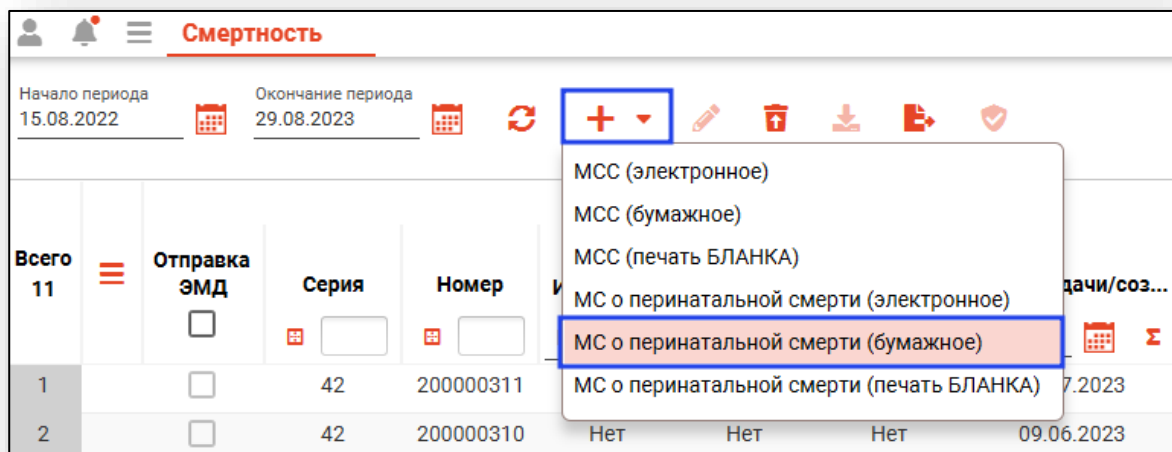 Смертность
Начало периода
Окончание периода
15.08.2022
29.08.2023
МСС (электронное)
МСС (бумажное)
МСС (печать БЛАНКА)
МС о перинатальной смерти (электронное)
МС о перинатальной смерти (бумажное)
МС о перинатальной смерти (печать БЛАНКА)
Всего 
11
Отправка
ЭМД
Серия
Номер
дачи/соз...
Σ
1 42 200000311 7.2023
2 42 200000310 Нет Нет Нет 09.06.2023